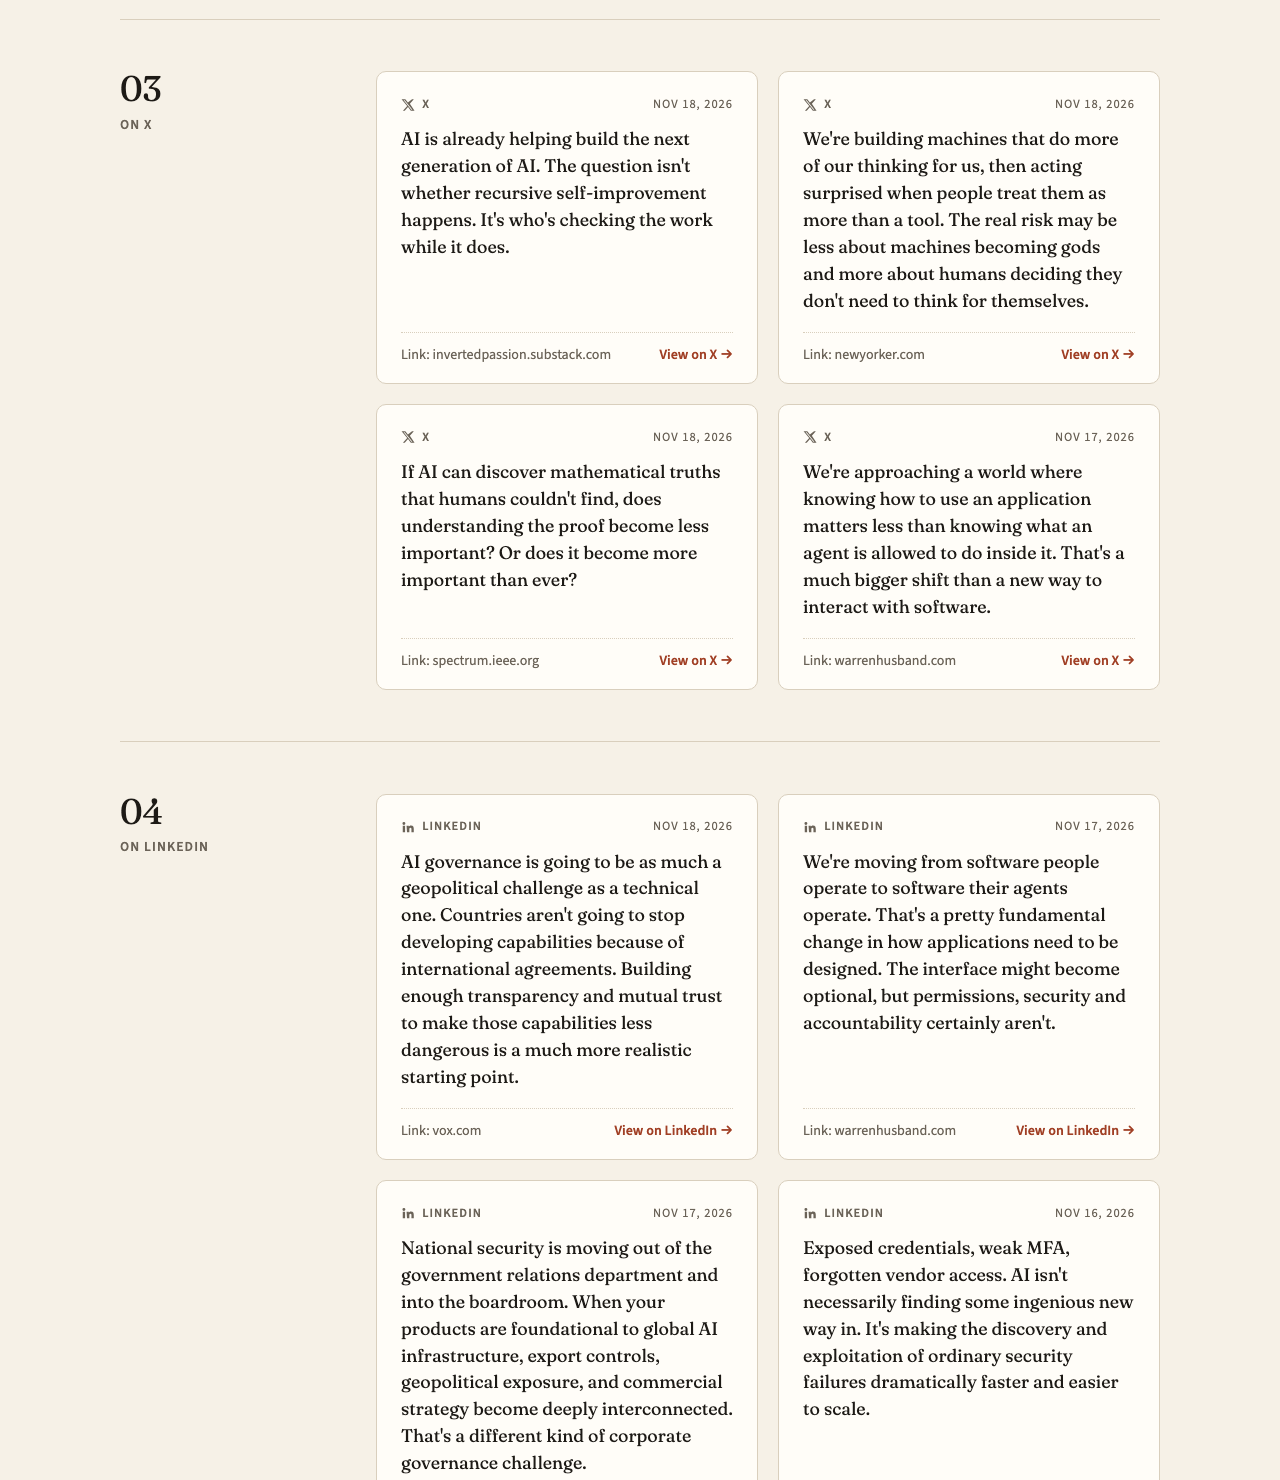 03
ON X
X NOV 18, 2026
AI is already helping build the next
generation of AI. The question isn't
whether recursive self-improvement
happens. It's who's checking the work
while it does.
Link: invertedpassion.substack.com View on X →
X NOV 18, 2026
We're building machines that do more
of our thinking for us, then acting
surprised when people treat them as
more than a tool. The real risk may be
less about machines becoming gods
and more about humans deciding they
don't need to think for themselves.
Link: newyorker.com View on X →
X NOV 18, 2026
If AI can discover mathematical truths
that humans couldn't find, does
understanding the proof become less
important? Or does it become more
important than ever?
Link: spectrum.ieee.org View on X →
X NOV 17, 2026
We're approaching a world where
knowing how to use an application
matters less than knowing what an
agent is allowed to do inside it. That's a
much bigger shift than a new way to
interact with software.
Link: warrenhusband.com View on X →
04
ON LINKEDIN
LINKEDIN NOV 18, 2026
AI governance is going to be as much a
geopolitical challenge as a technical
one. Countries aren't going to stop
developing capabilities because of
international agreements. Building
enough transparency and mutual trust
to make those capabilities less
dangerous is a much more realistic
starting point.
Link: vox.com View on LinkedIn →
LINKEDIN NOV 17, 2026
We're moving from software people
operate to software their agents
operate. That's a pretty fundamental
change in how applications need to be
designed. The interface might become
optional, but permissions, security and
accountability certainly aren't.
Link: warrenhusband.com View on LinkedIn →
LINKEDIN NOV 17, 2026
National security is moving out of the
government relations department and
into the boardroom. When your
products are foundational to global AI
infrastructure, export controls,
geopolitical exposure, and commercial
strategy become deeply interconnected.
That's a different kind of corporate
governance challenge.
LINKEDIN NOV 16, 2026
Exposed credentials, weak MFA,
forgotten vendor access. AI isn't
necessarily finding some ingenious new
way in. It's making the discovery and
exploitation of ordinary security
failures dramatically faster and easier
to scale.